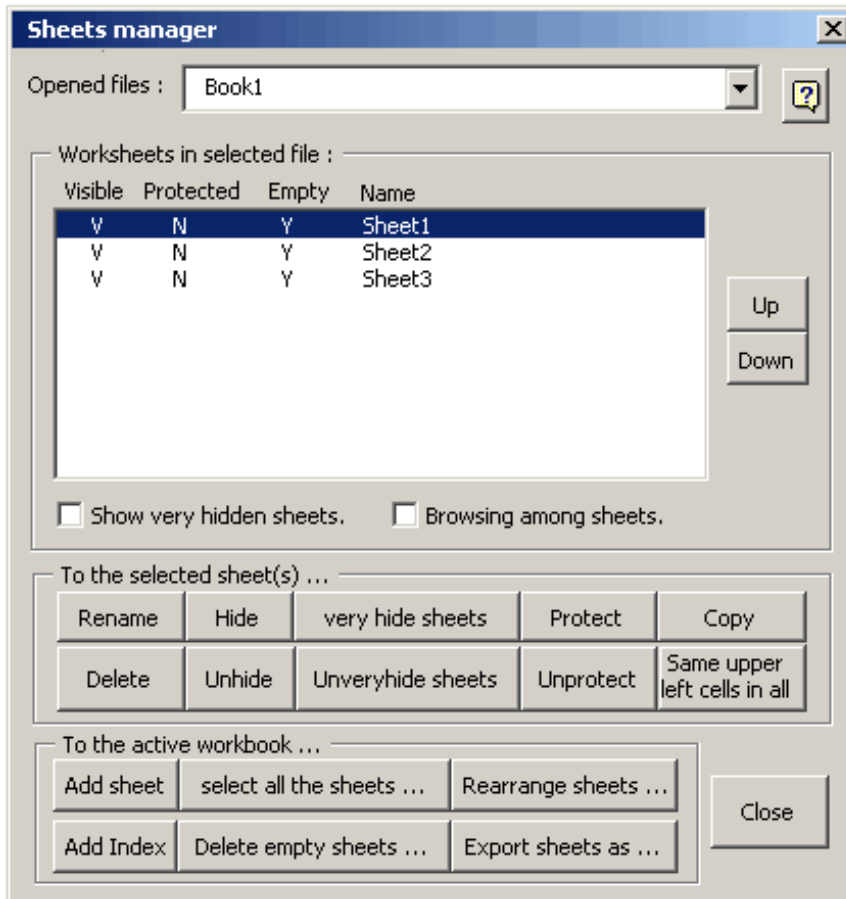 Sheets manager
Opened files : Book1
Worksheets in selected file :
Visible Protected Empty Name
V N Y Sheet1
V N Y Sheet2
V N Y Sheet3
Up
Down
Show very hidden sheets. Browsing among sheets.
To the selected sheet(s) ...
Rename Hide very hide sheets Protect Copy
Delete Unhide Unveryhide sheets Unprotect Same upper
left cells in all
To the active workbook ...
Add sheet select all the sheets ... Rearrange sheets ...
Close
Add Index Delete empty sheets ... Export sheets as ...